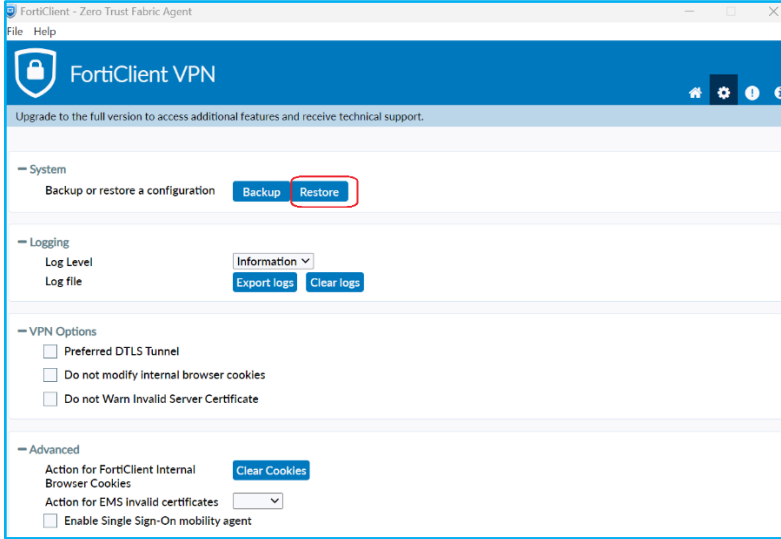 FortiClient - Zero Trust Fabric Agent
File Help
FortiClient VPN
Upgrade to the full version to access additional features and receive technical support.
System
Backup or restore a configuration Backup Restore
Logging
Log Level Information
Log file Export logs Clear logs
VPN Options
Preferred DTLS Tunnel
Do not modify internal browser cookies
Do not Warn Invalid Server Certificate
Advanced
Action for FortiClient Internal Clear Cookies
Browser Cookies
Action for EMS invalid certificates
Enable Single Sign-On mobility agent